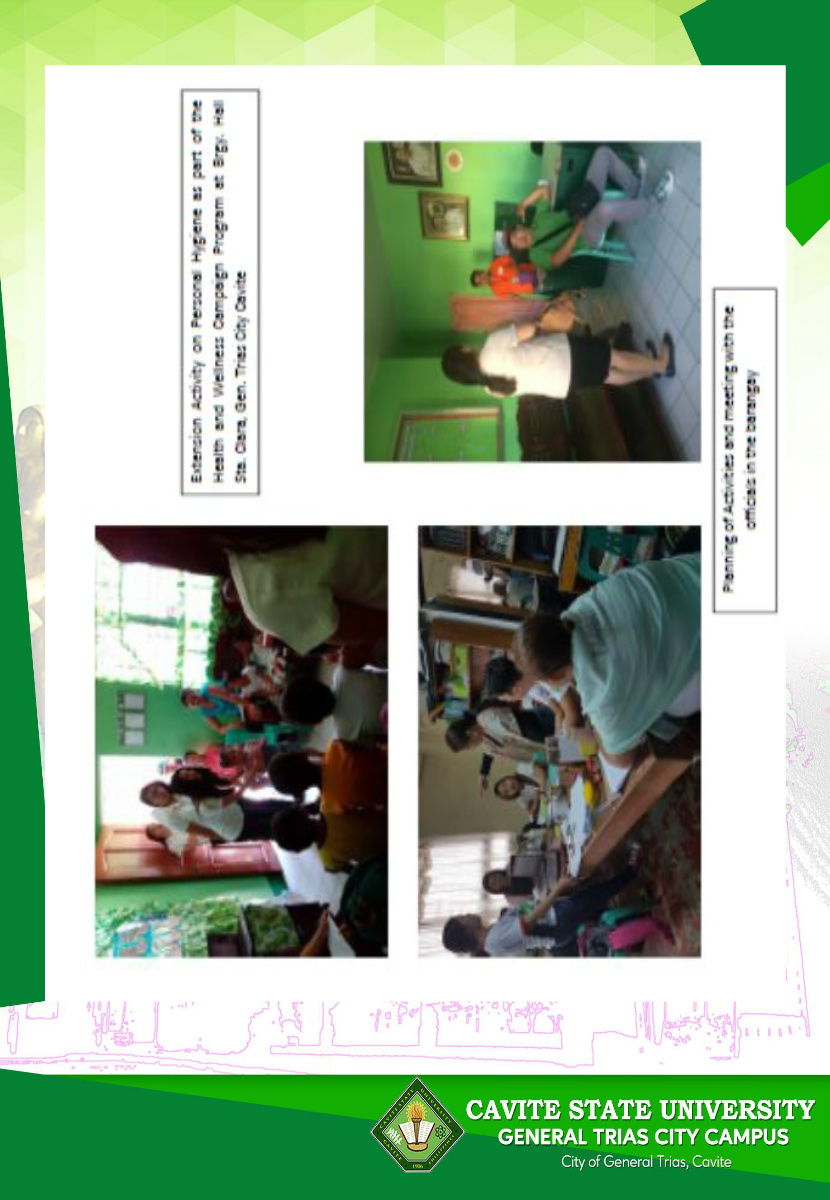 Extension Activity on Personal Hygiene as part of the
Health and Wellness Campaign Program at Brgy. Hall
Sta. Clara, Gen. Trias City Cavite
Planning of Activities and meeting with the
officials in the barangay
CAVITE STATE UNIVERSITY
GENERAL TRIAS CITY CAMPUS
City of General Trias, Cavite
1906